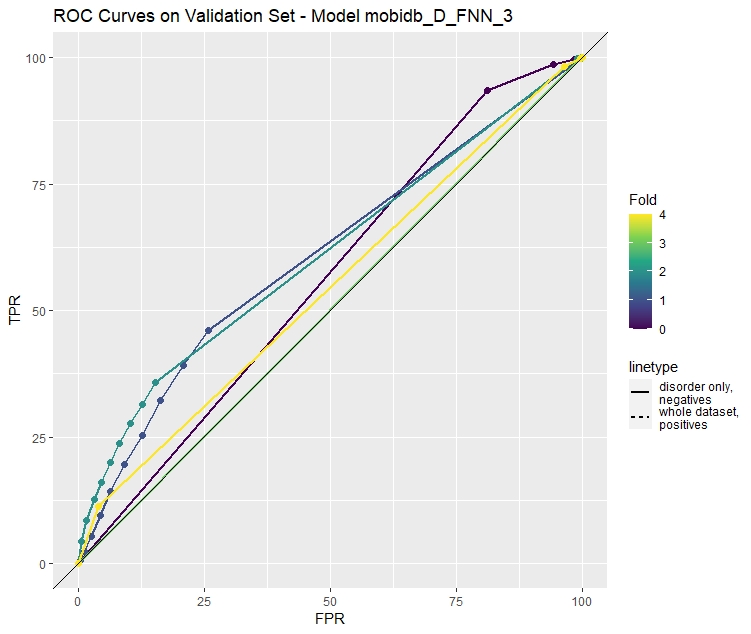 ROC Curves on Validation Set - Model mobidb_D_FNN_3
TPR
100
75
50
25
0
0
25
50
75
100
FPR
Fold
4
3
2
1
0
linetype
disorder only,
negatives
whole dataset,
positives